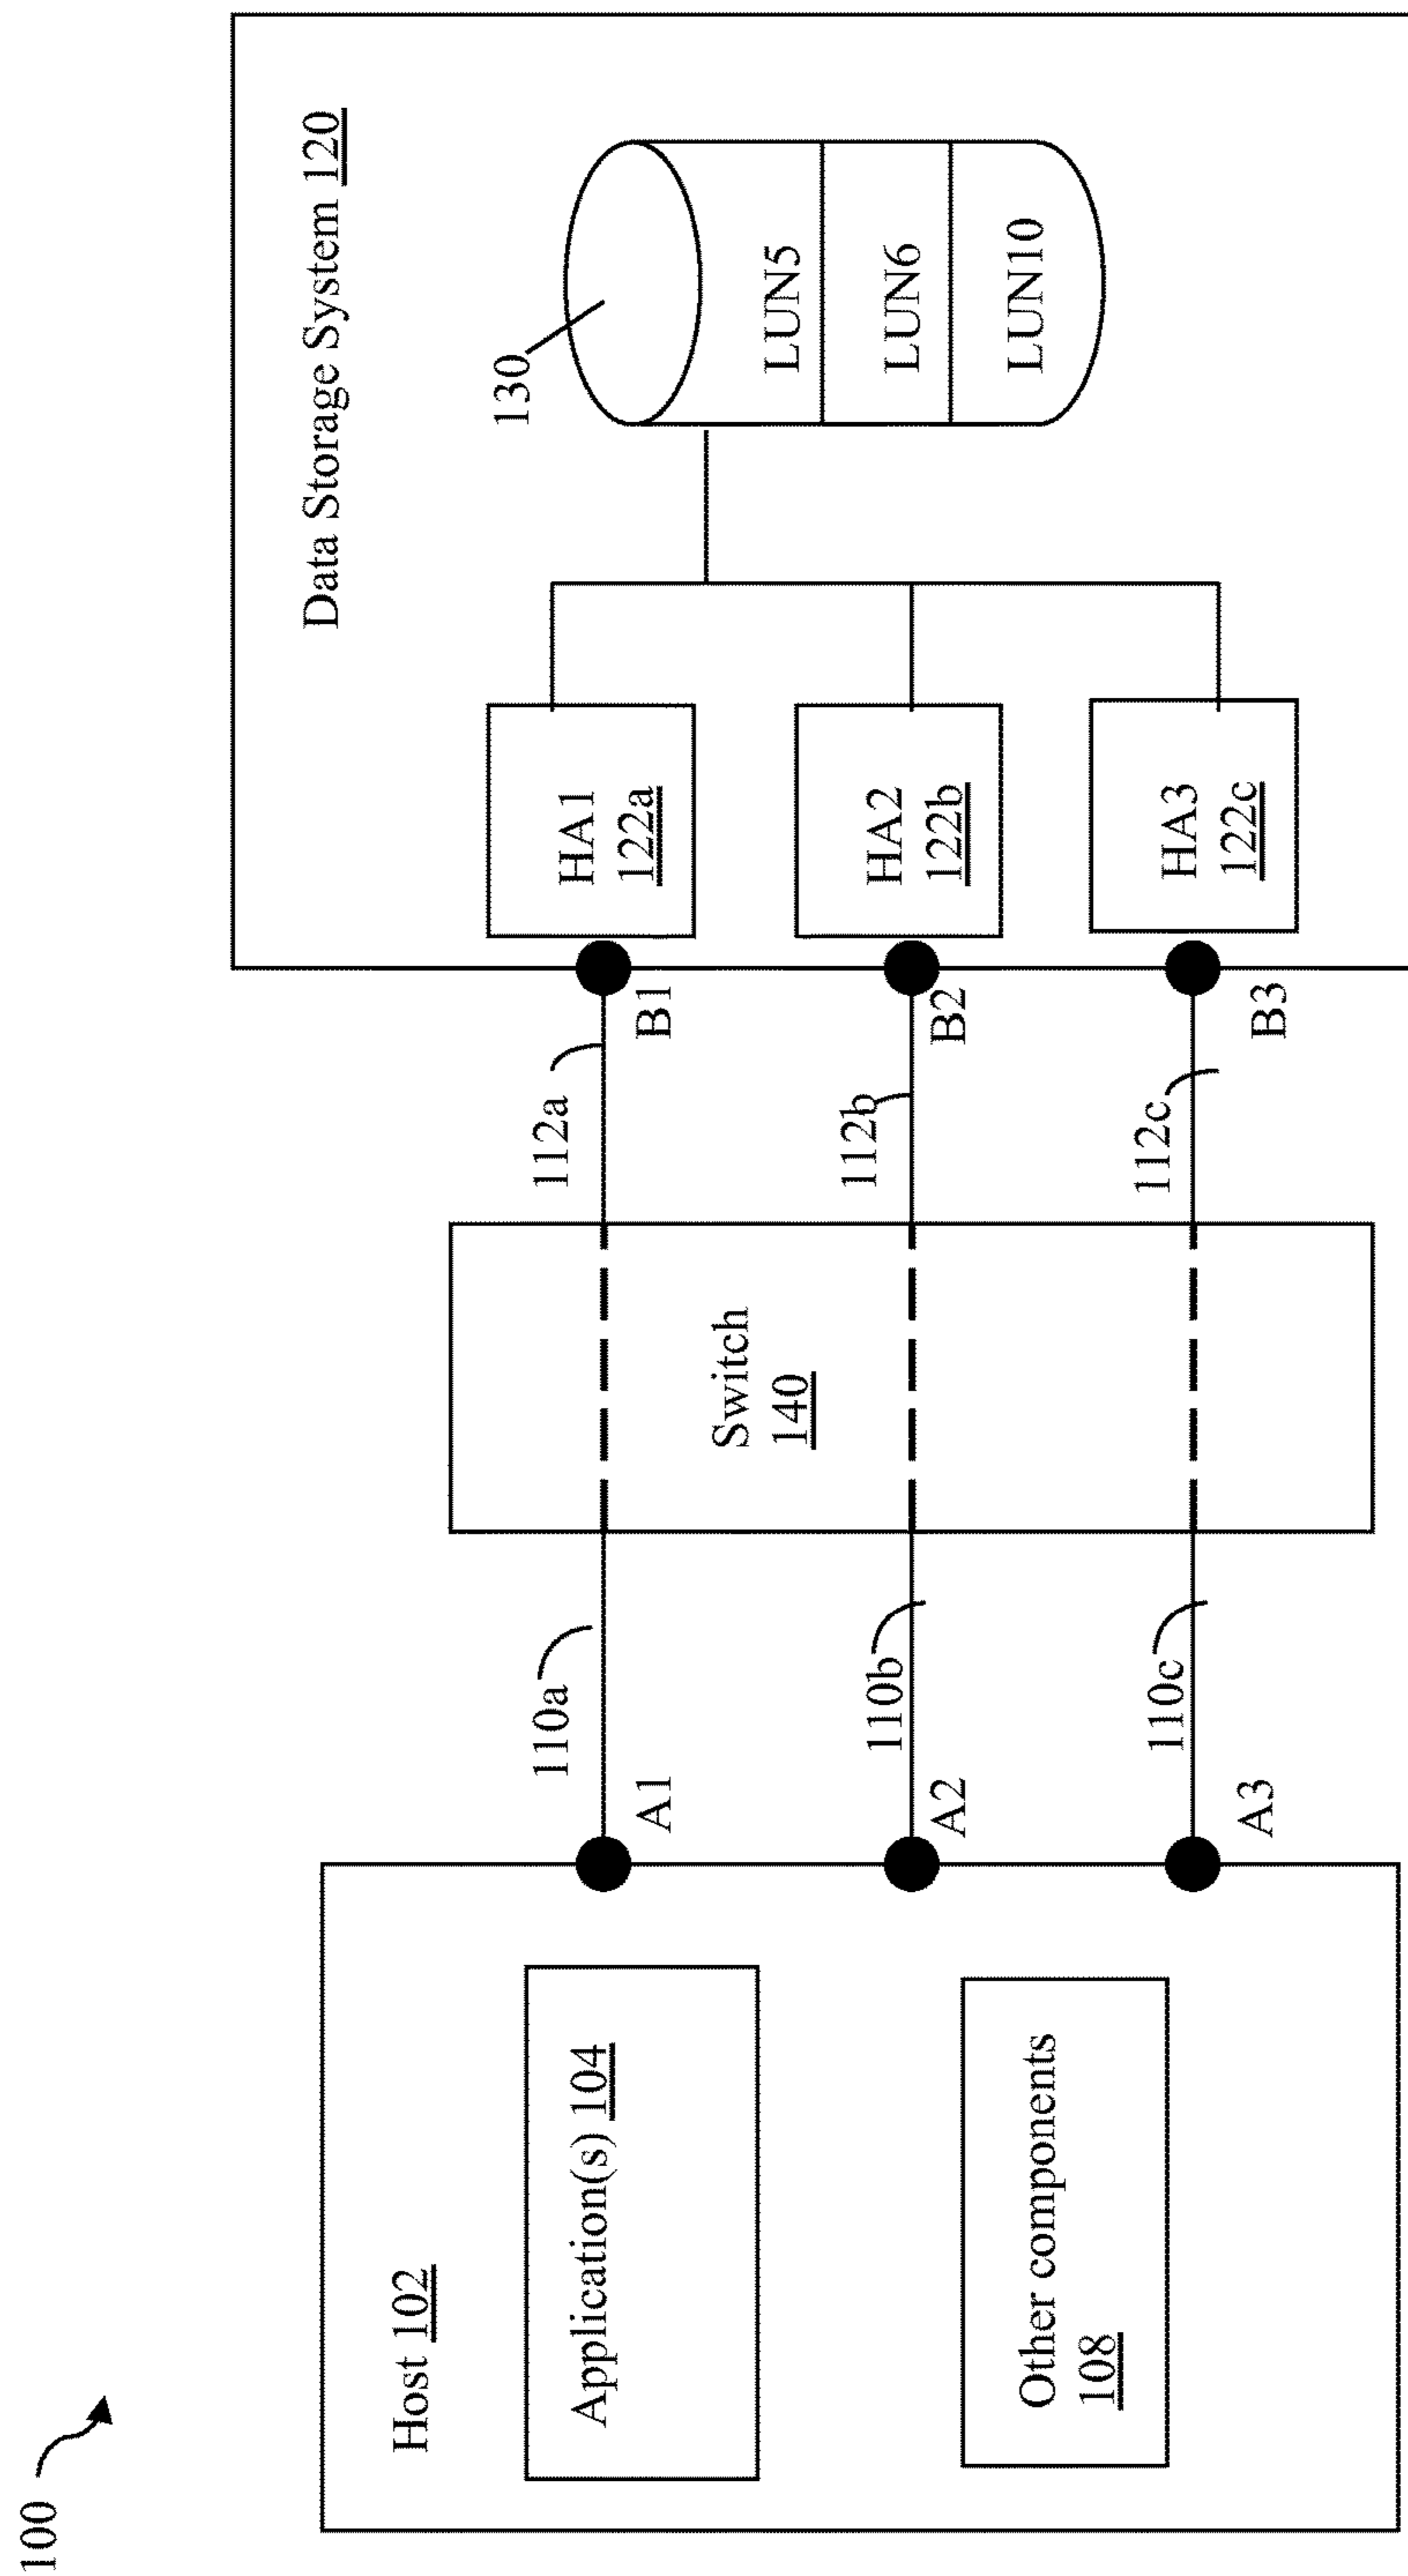 100
Host 102
Application(s) 104
Other components
108
A1
A2
A3
110a
110b
110c
Switch
140
112a
112b
112c
B1
B2
B3
Data Storage System 120
HA1
122a
HA2
122b
HA3
122c
130
LUN5
LUN6
LUN10